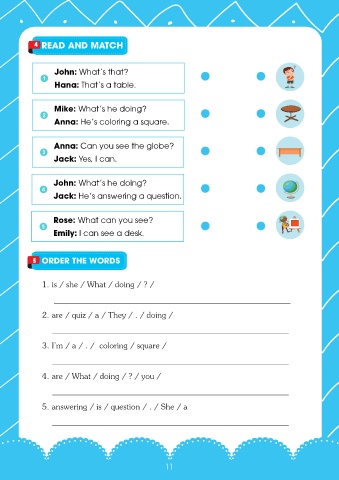 4 READ AND MATCH
1 John: What's that?
Hana: That's a table.
2 Mike: What's he doing?
Anna: He's coloring a square.
3 Anna: Can you see the globe?
Jack: Yes, I can.
4 John: What's he doing?
Jack: He's answering a question.
5 Rose: What can you see?
Emily: I can see a desk.
5 ORDER THE WORDS
1. is / she / What / doing / ? /
2. are / quiz / a / They / . / doing /
3. I'm / a / . / coloring / square /
4. are / What / doing / ? / you /
5. answering / is / question / . / She / a
11